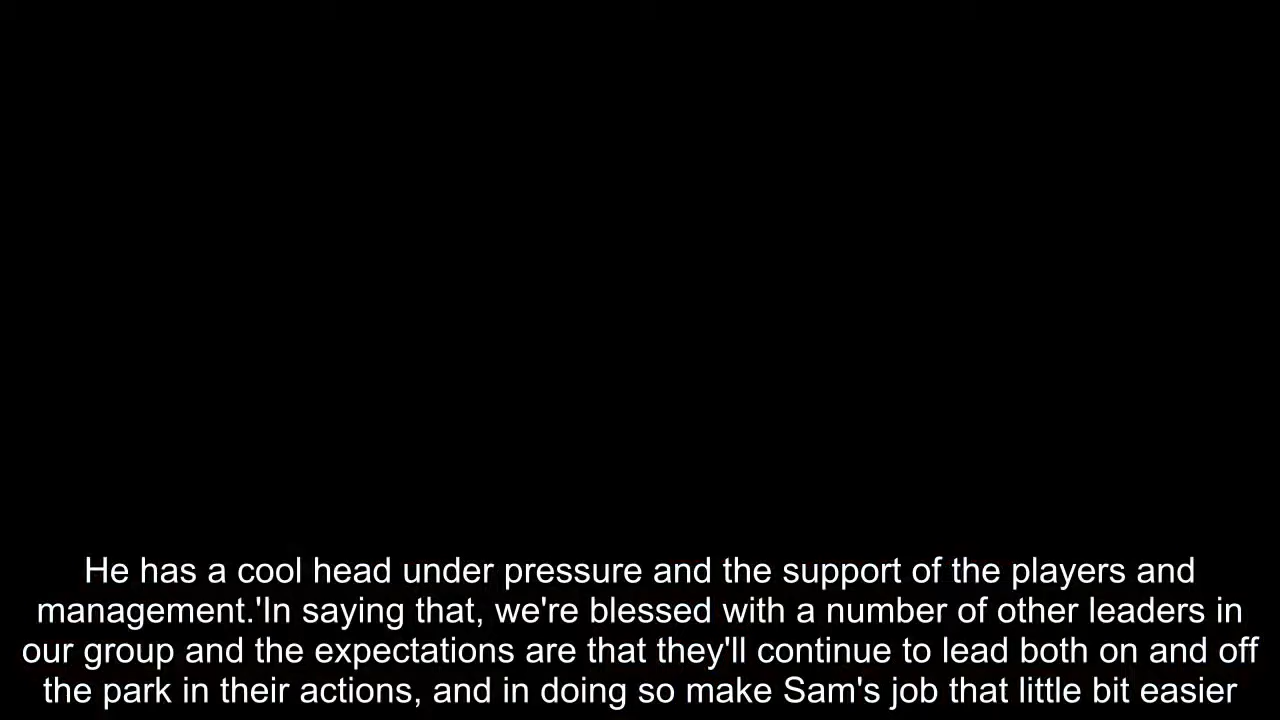 He has a cool head under pressure and the support of the players and
management.'In saying that, we're blessed with a number of other leaders in
our group and the expectations are that they'll continue to lead both on and off
the park in their actions, and in doing so make Sam's job that little bit easier